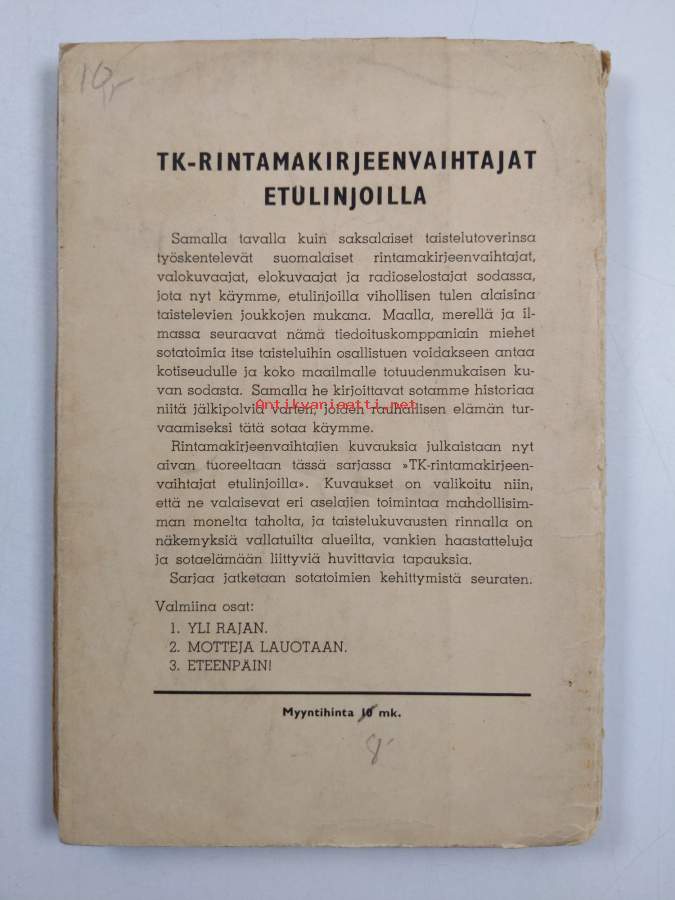 10,-
TK-RINTAMAKIRJEENVAIHTAJAT
ETULINJOILLA
Samalla tavalla kuin saksalaiset taistelutoverinsa
työskentelevät suomalaiset rintamakirjeenvaihtajat,
valokuvaajat, elokuvaajat ja radioselostajat sodassa,
jota nyt käymme, etulinjoilla vihollisen tulen alaisina
taistelevien joukkojen mukana. Maalla, merellä ja il-
massa seuraavat nämä tiedoituskomppaniain miehet
sotatoimia itse taisteluihin osallistuen voidakseen antaa
kotiseudulle ja koko maailmalle totuudenmukaisen ku-
van sodasta. Samalla he kirjoittavat sotamme historiaa
niitä jälkipolvia varten, joiden rauhallisen elämän tur-
Antikvariaatti.net
vaamiseksi tätä sotaa käymme.
Rintamakirjeenvaihtajien kuvauksia julkaistaan nyt
aivan tuoreeltaan tässä sarjassa »TK-rintamakirjeen-
vaihtajat etulinjoilla». Kuvaukset on valikoitu niin,
että ne valaisevat eri aselajien toimintaa mahdollisim-
man monelta taholta, ja taistelukuvausten rinnalla on
näkemyksiä vallatuilta alueilta, vankien haastatteluja
ja sotaelämään liittyviä huvittavia tapauksia.
Sarjaa jatketaan sotatoimien kehittymistä seuraten.
Valmiina osat:
1. YLI RAJAN.
2. MOTTEJA LAUOTAAN.
3. ETEENPÄIN!
Myyntihinta 10 mk.
8